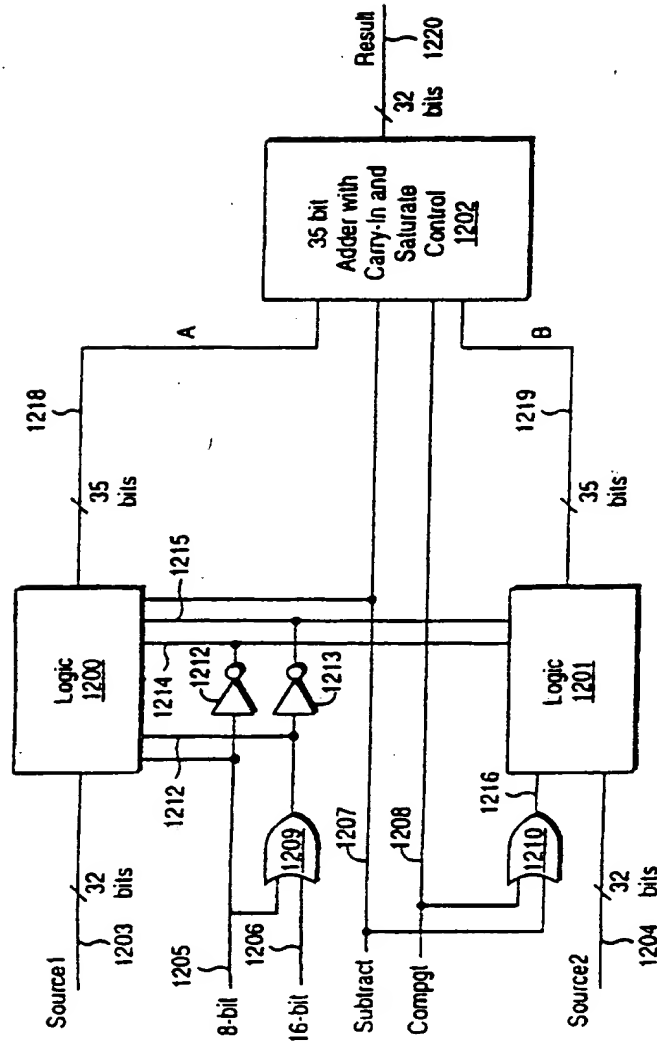 Source1
1203
32
bits
Logic
1200
35
bits
1218
A
8-bit
1205
16-bit
1206
1209
1212
1214
1212
1213
1215
35 bit
Adder with
Carry-In and
Saturate
Control
1202
32
bits
Result
1220
Subtract
1207
Compgt
1208
1210
1216
Source2
1204
32
bits
Logic
1201
35
bits
1219
B